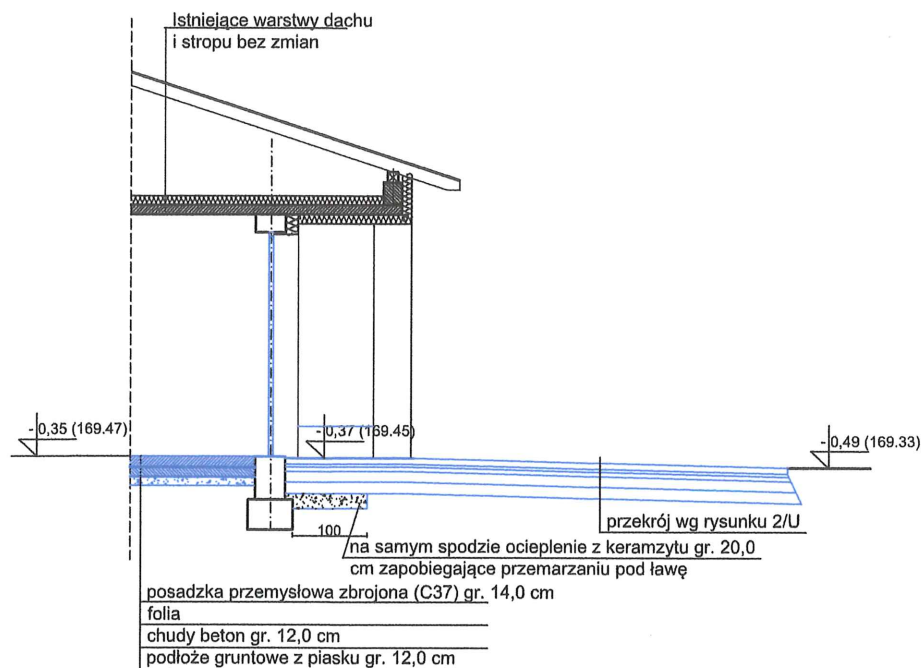 Istniejące warstwy dachu
i stropu bez zmian
- 0,35 (169.47)
- 0,37 (169.45)
- 0,49 (169.33)
przekrój wg rysunku 2/U
100
na samym spodzie ocieplenie z keramzytu gr. 20,0
cm zapobiegające przemarzaniu pod ławę
posadzka przemysłowa zbrojona (C37) gr. 14,0 cm
folia
chudy beton gr. 12,0 cm
podłoże gruntowe z piasku gr. 12,0 cm